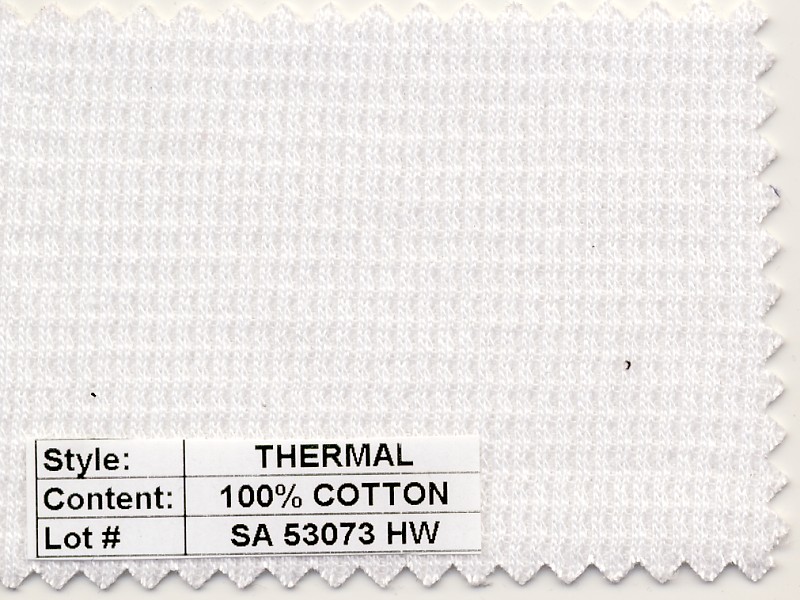 Style: THERMAL
Content: 100% COTTON
Lot # SA 53073 HW